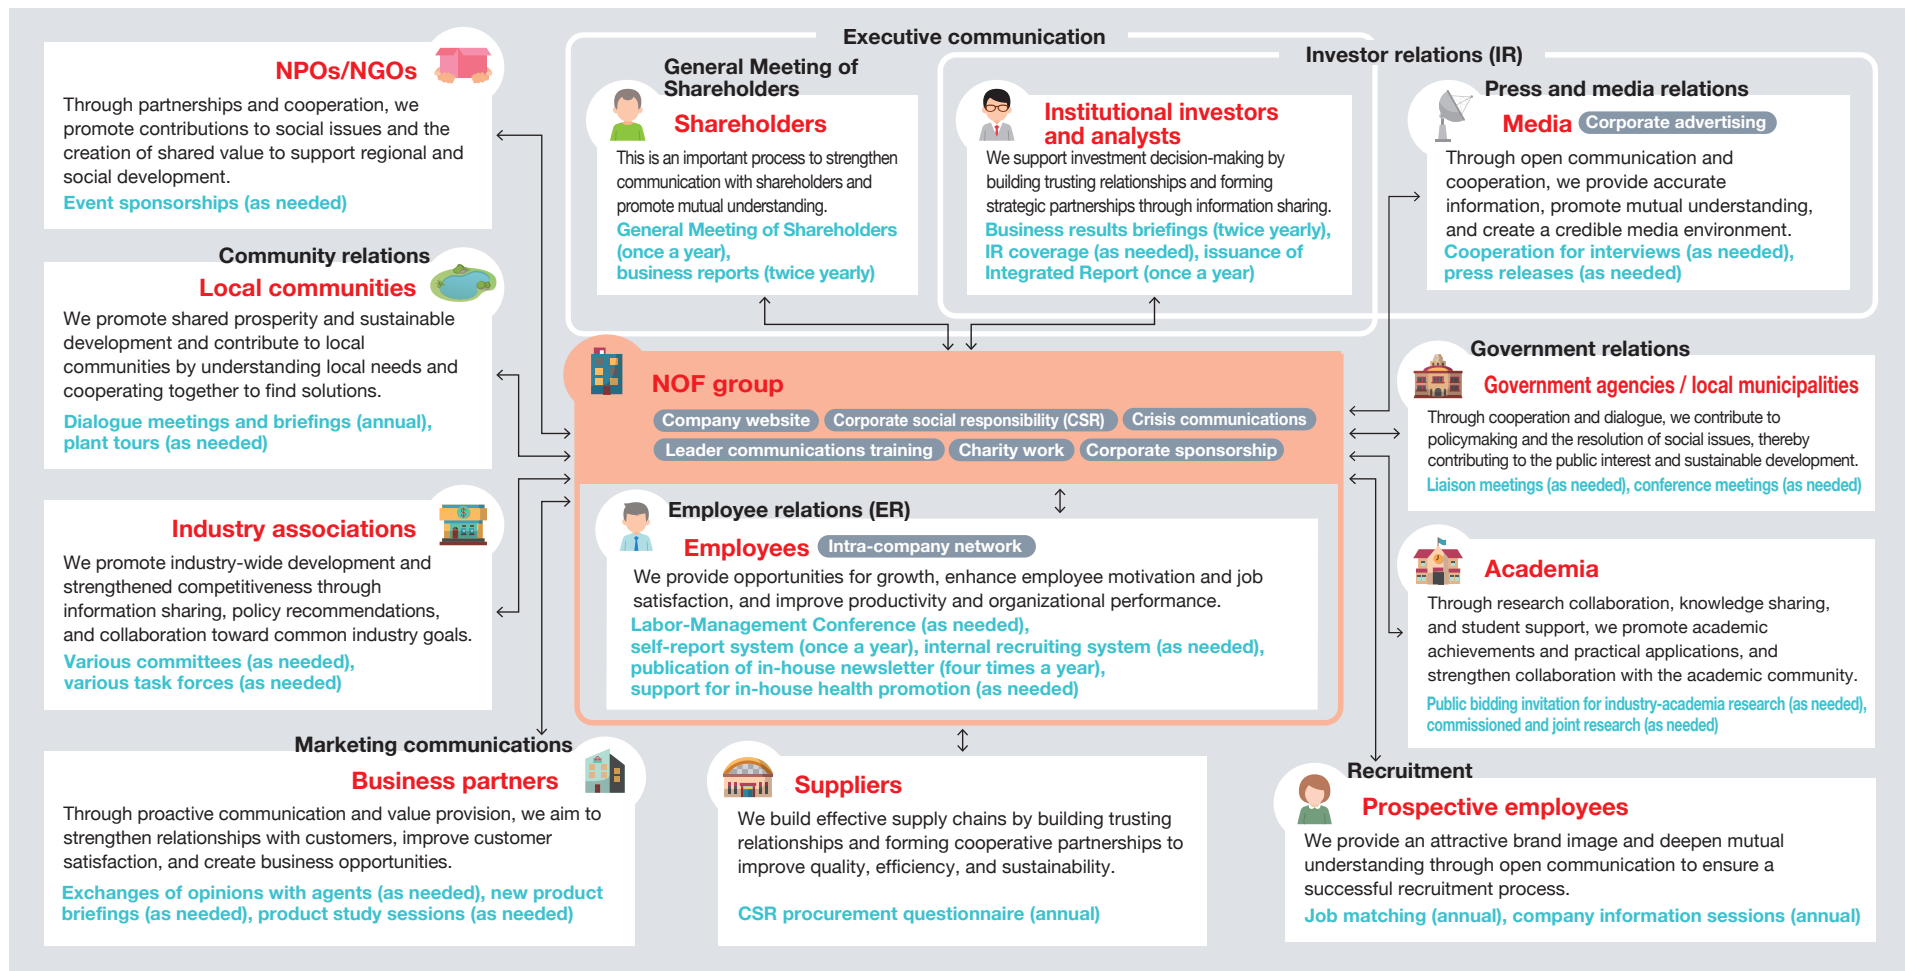 NPOs/NGOs
Through partnerships and cooperation, we
promote contributions to social issues and the
creation of shared value to support regional and
social development.
Event sponsorships (as needed)
Community relations
Local communities
We promote shared prosperity and sustainable
development and contribute to local
communities by understanding local needs and
cooperating together to find solutions.
Dialogue meetings and briefings (annual),
plant tours (as needed)
Industry associations
We promote industry-wide development and
strengthened competitiveness through
information sharing, policy recommendations,
and collaboration toward common industry goals.
Various committees (as needed),
various task forces (as needed)
Marketing communications
Business partners
Through proactive communication and value provision, we aim to
strengthen relationships with customers, improve customer
satisfaction, and create business opportunities.
Exchanges of opinions with agents (as needed), new product
briefings (as needed), product study sessions (as needed)
Executive communication
General Meeting of
Shareholders
Shareholders
This is an important process to strengthen
communication with shareholders and
promote mutual understanding.
General Meeting of Shareholders
(once a year),
business reports (twice yearly)
Investor relations (IR)
Institutional investors
and analysts
We support investment decision-making by
building trusting relationships and forming
strategic partnerships through information sharing.
Business results briefings (twice yearly),
IR coverage (as needed), issuance of
Integrated Report (once a year)
Press and media relations
Media Corporate advertising
Through open communication and
cooperation, we provide accurate
information, promote mutual understanding,
and create a credible media environment.
Cooperation for interviews (as needed),
press releases (as needed)
NOF group
Company website Corporate social responsibility (CSR) Crisis communications
Leader communications training Charity work Corporate sponsorship
Employee relations (ER)
Employees Intra-company network
We provide opportunities for growth, enhance employee motivation and job
satisfaction, and improve productivity and organizational performance.
Labor-Management Conference (as needed),
self-report system (once a year), internal recruiting system (as needed),
publication of in-house newsletter (four times a year),
support for in-house health promotion (as needed)
Suppliers
We build effective supply chains by building trusting
relationships and forming cooperative partnerships to
improve quality, efficiency, and sustainability.
CSR procurement questionnaire (annual)
Government relations
Government agencies / local municipalities
Through cooperation and dialogue, we contribute to
policymaking and the resolution of social issues, thereby
contributing to the public interest and sustainable development.
Liaison meetings (as needed), conference meetings (as needed)
Academia
Through research collaboration, knowledge sharing,
and student support, we promote academic
achievements and practical applications, and
strengthen collaboration with the academic community.
Public bidding invitation for industry-academia research (as needed),
commissioned and joint research (as needed)
Recruitment
Prospective employees
We provide an attractive brand image and deepen mutual
understanding through open communication to ensure a
successful recruitment process.
Job matching (annual), company information sessions (annual)